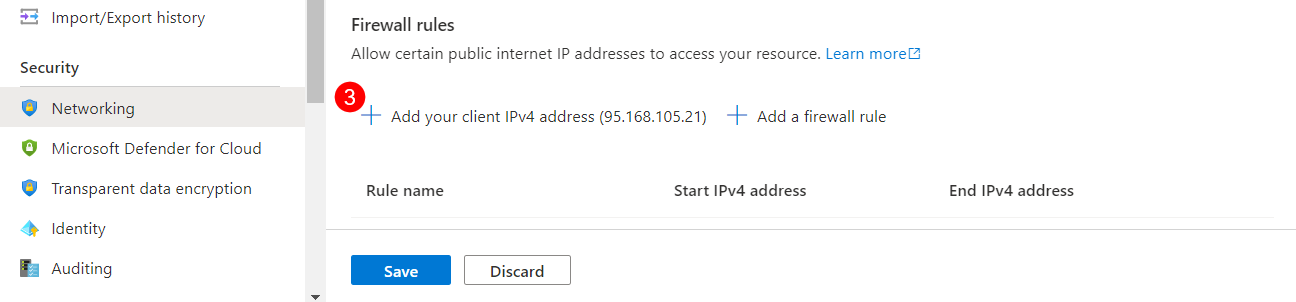 Import/Export history
Security
Networking
Microsoft Defender for Cloud
Transparent data encryption
Identity
Auditing
Firewall rules
Allow certain public internet IP addresses to access your resource. Learn more
3
Add your client IPv4 address (95.168.105.21) Add a firewall rule
Rule name Start IPv4 address End IPv4 address
Save Discard